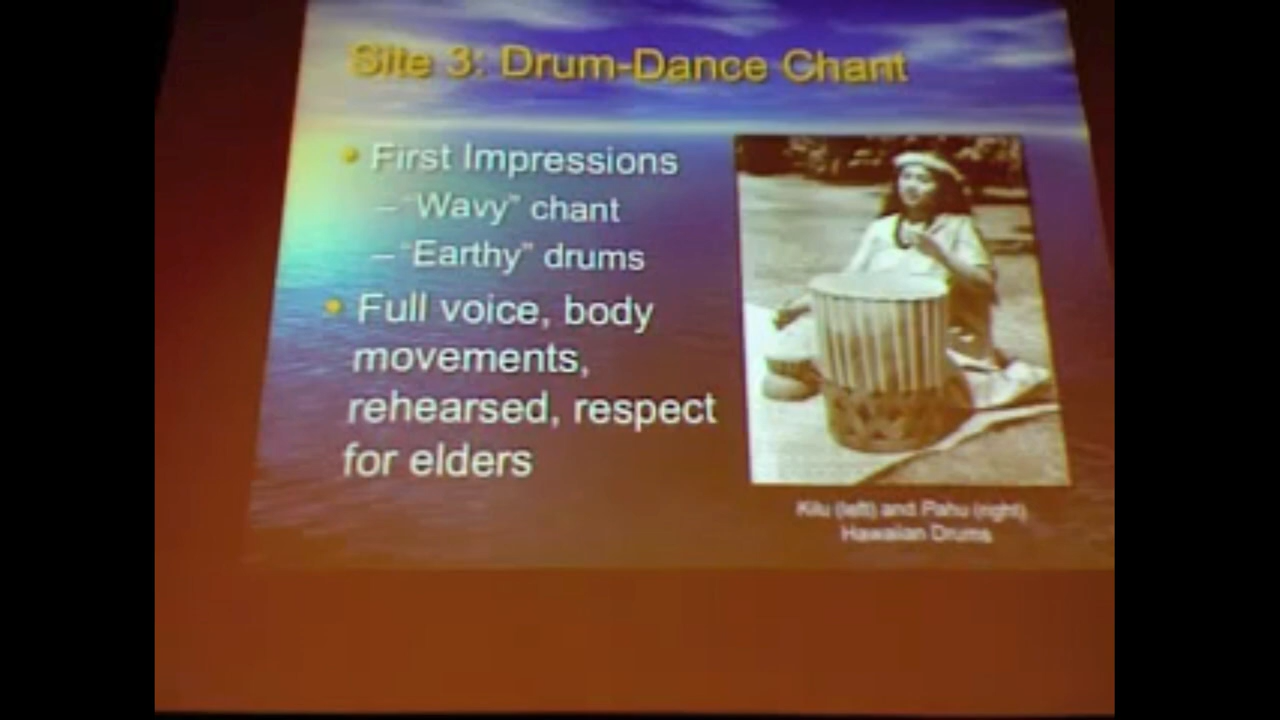 Site 3: Drum-Dance Chant
• First Impressions
– "Wavy" chant
– "Earthy" drums
• Full voice, body
movements,
rehearsed, respect
for elders
Kilu (left) and Pahu (right)
Hawaiian Drums